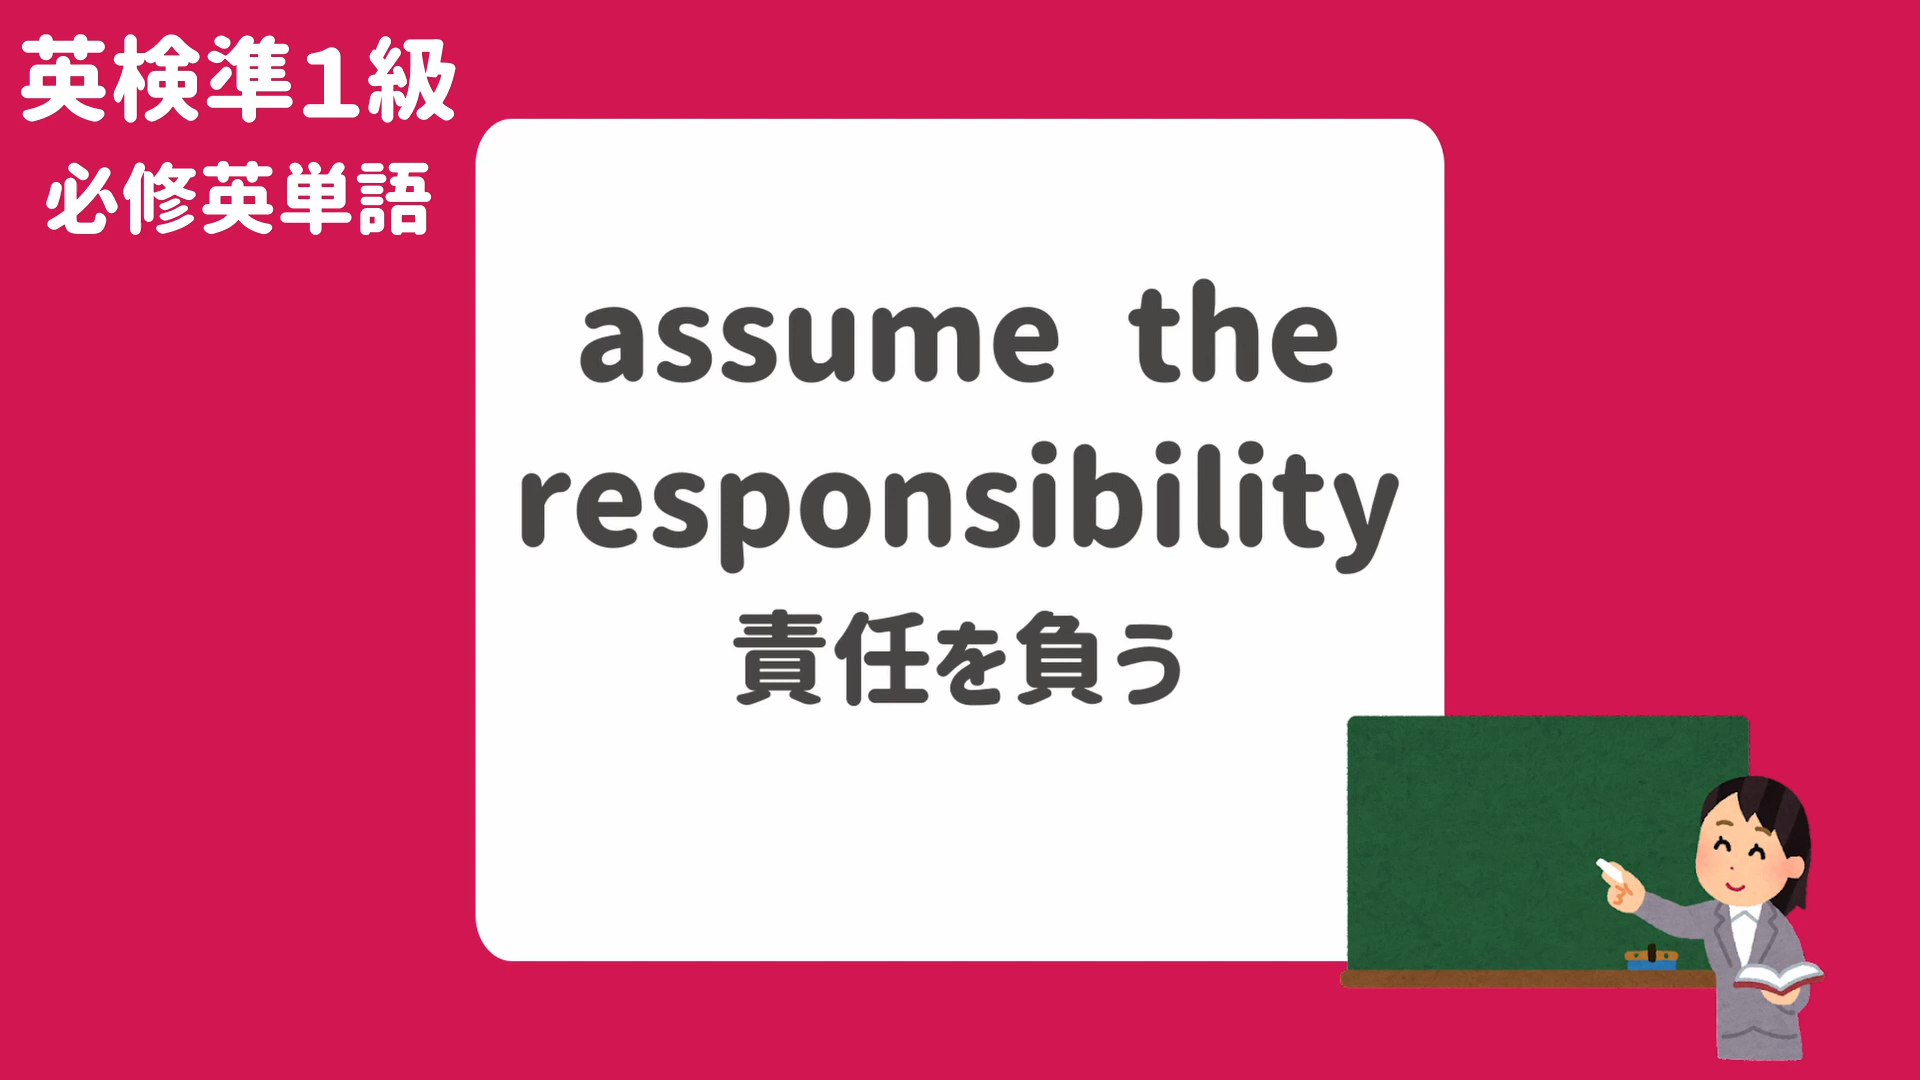 英検準1級
必修英単語
assume the
responsibility
責任を負う